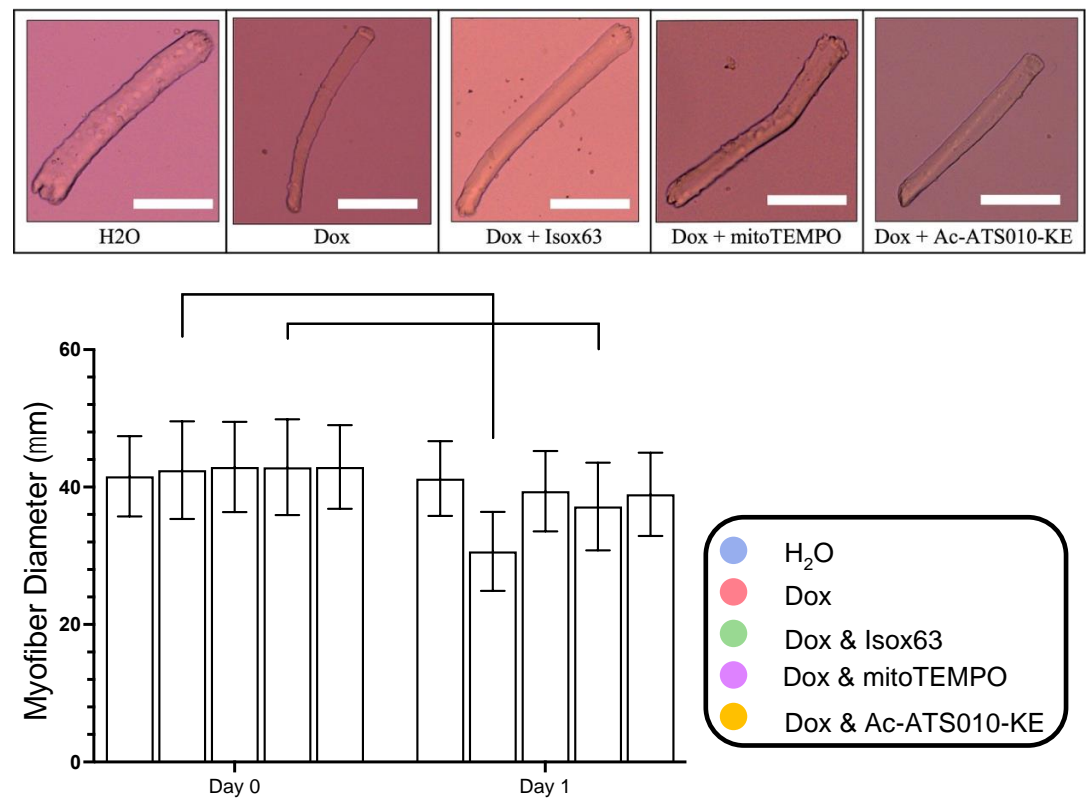 H2O
Dox
Dox + Isox63
Dox + mitoTEMPO
Dox + Ac-ATS010-KE
Myofiber Diameter (mm)
60
40
20
0
Day 0
Day 1
H₂O
Dox
Dox & Isox63
Dox & mitoTEMPO
Dox & Ac-ATS010-KE